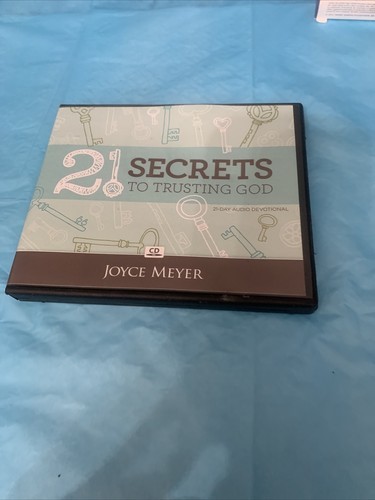 21 SECRETS
TO TRUSTING GOD
21-DAY AUDIO DEVOTIONAL
CD
JOYCE MEYER